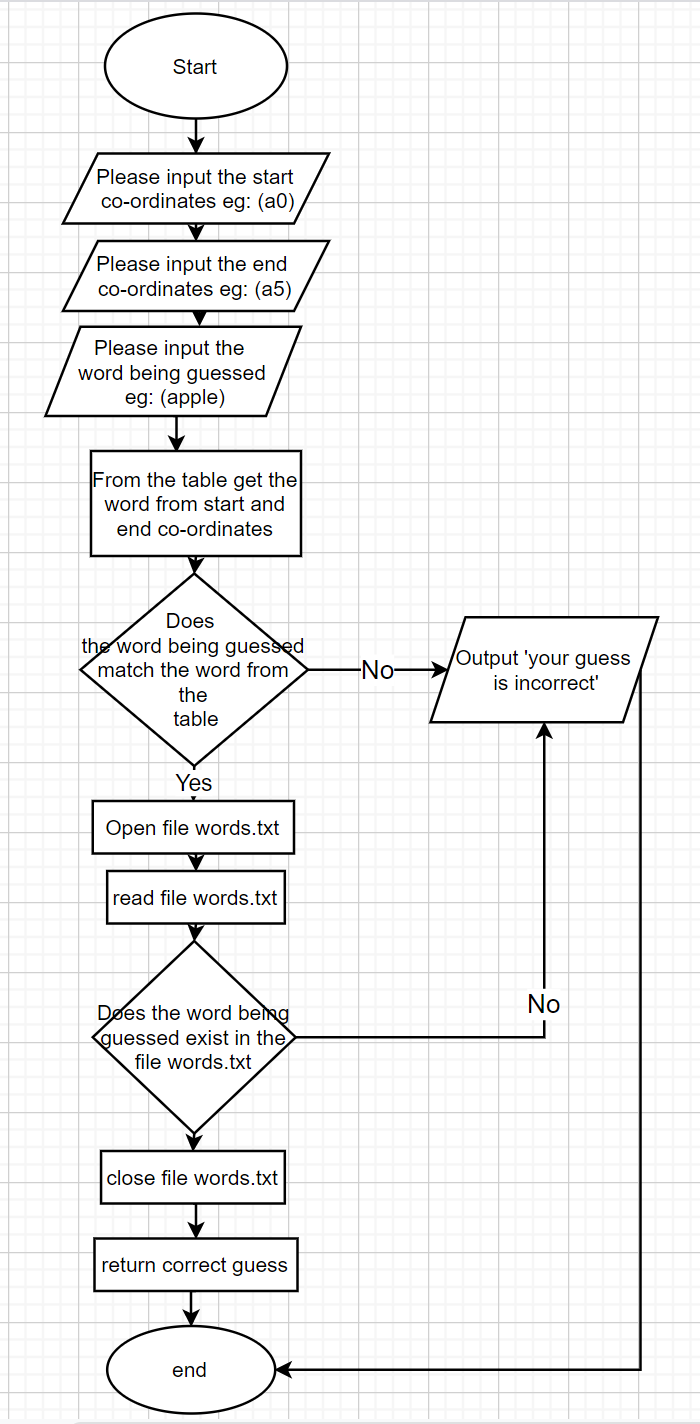 Start
Please input the start
co-ordinates eg: (a0)
Please input the end
co-ordinates eg: (a5)
Please input the
word being guessed
eg: (apple)
From the table get the
word from start and
end co-ordinates
Does
the word being guessed
match the word from
the
table
No
Output 'your guess
is incorrect'
Yes
Open file words.txt
read file words.txt
Does the word being
guessed exist in the
file words.txt
No
close file words.txt
return correct guess
end